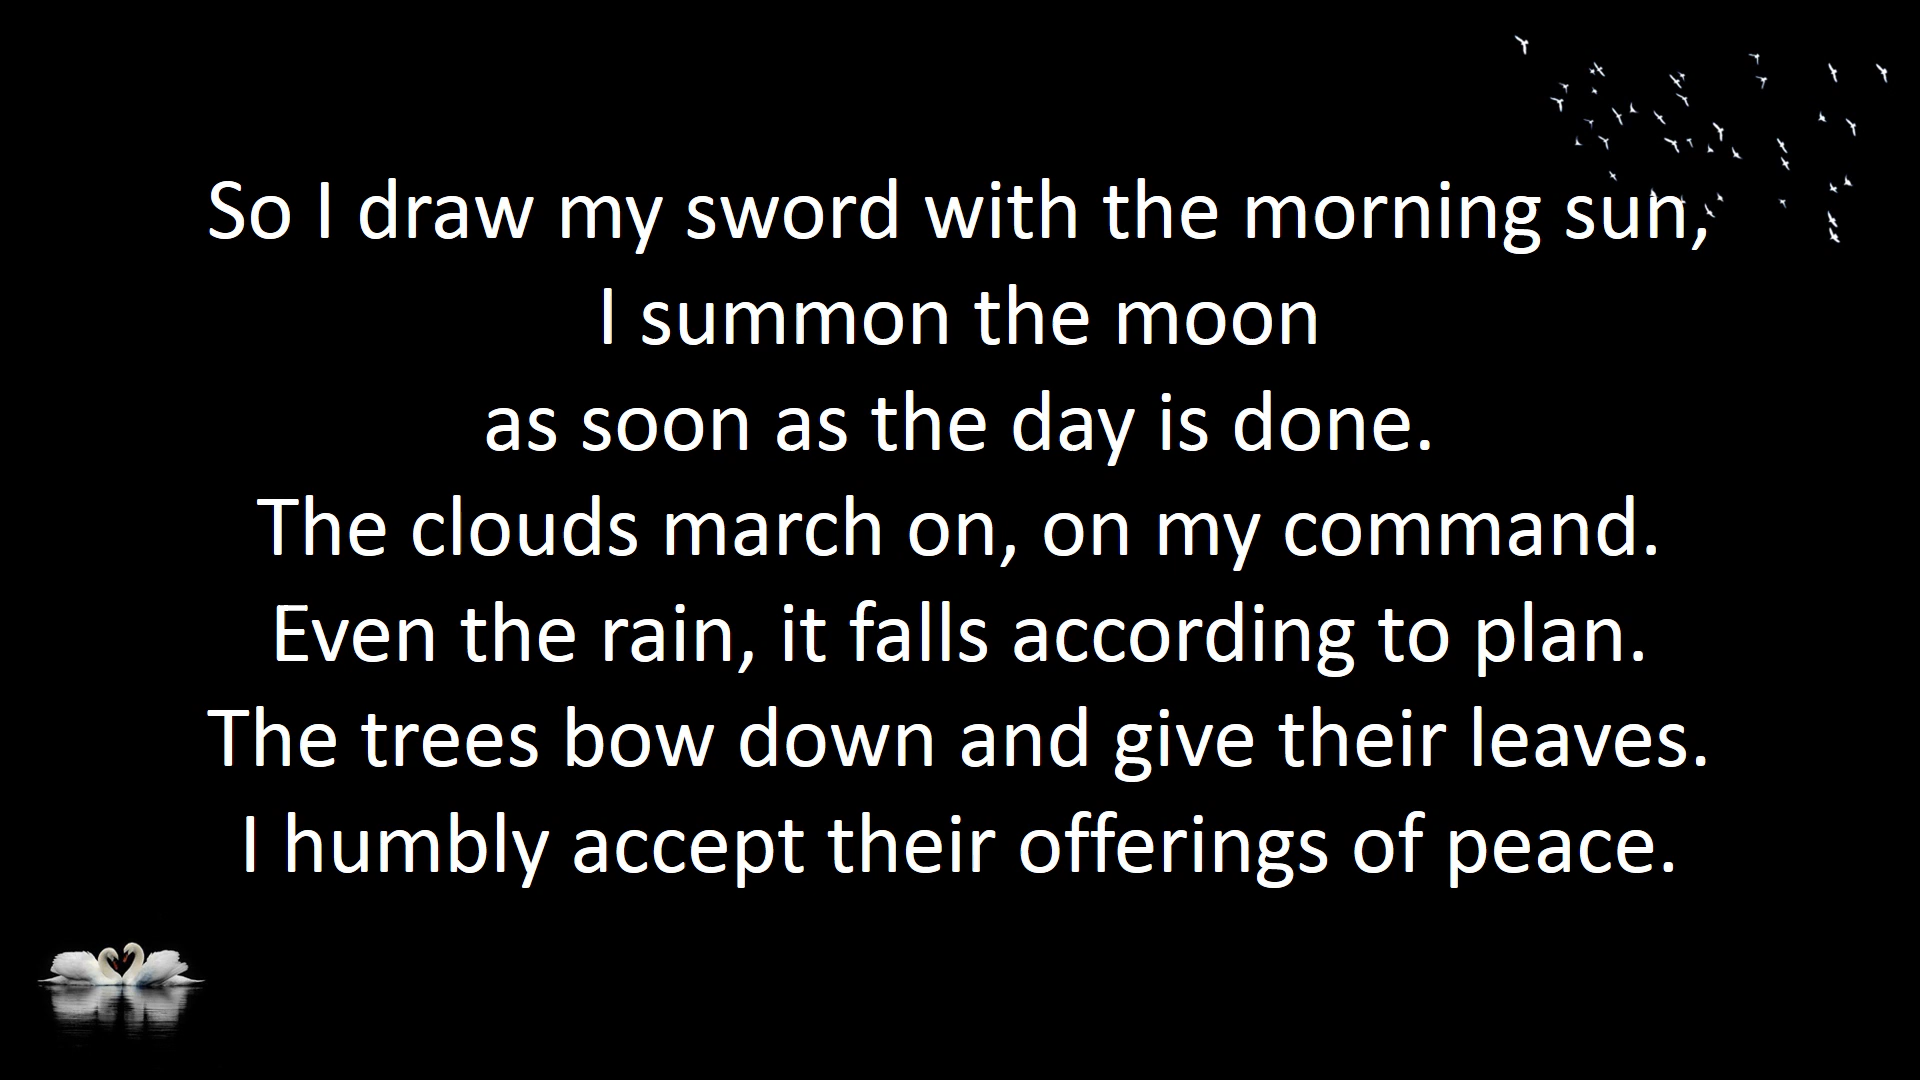 So I draw my sword with the morning sun,
I summon the moon
as soon as the day is done.
The clouds march on, on my command.
Even the rain, it falls according to plan.
The trees bow down and give their leaves.
I humbly accept their offerings of peace.